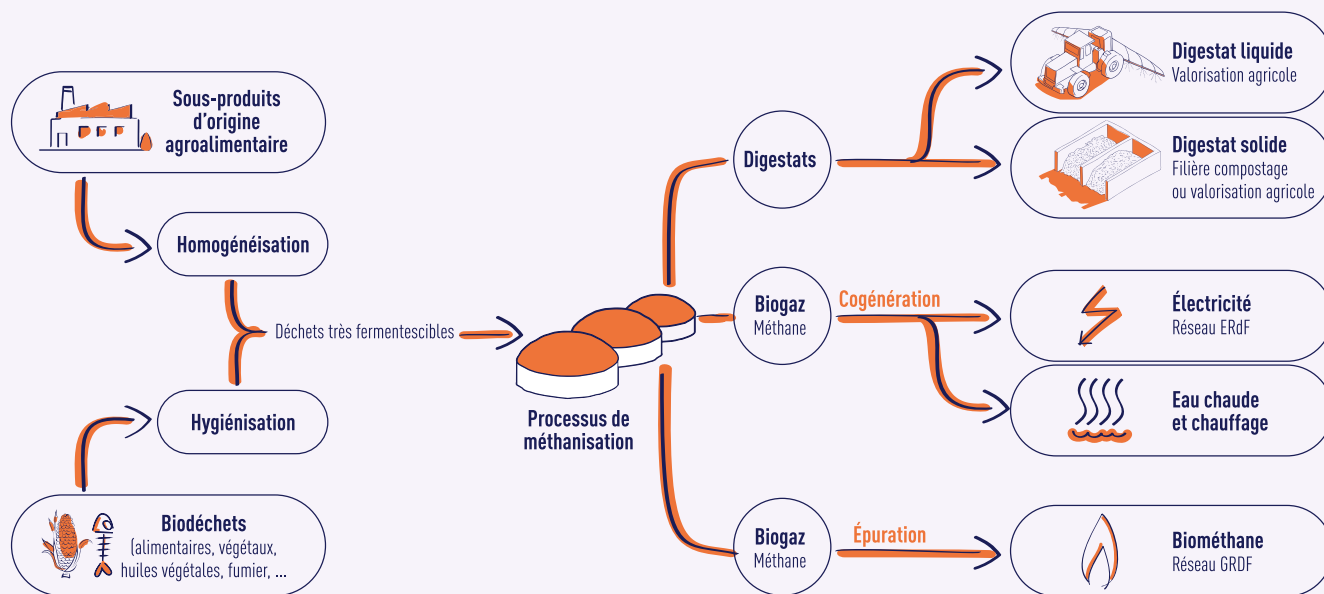 Sous-produits
d'origine
agroalimentaire
Homogénéisation
Déchets très fermentescibles
Hygiénisation
Biodéchets
(alimentaires, végétaux,
huiles végétales, fumier, ...
Processus de
méthanisation
Digestats
Digestat liquide
Valorisation agricole
Digestat solide
Filière compostage
ou valorisation agricole
Biogaz
Méthane
Cogénération
Électricité
Réseau ERdF
Eau chaude
et chauffage
Biogaz
Méthane
Épuration
Biométhane
Réseau GRDF